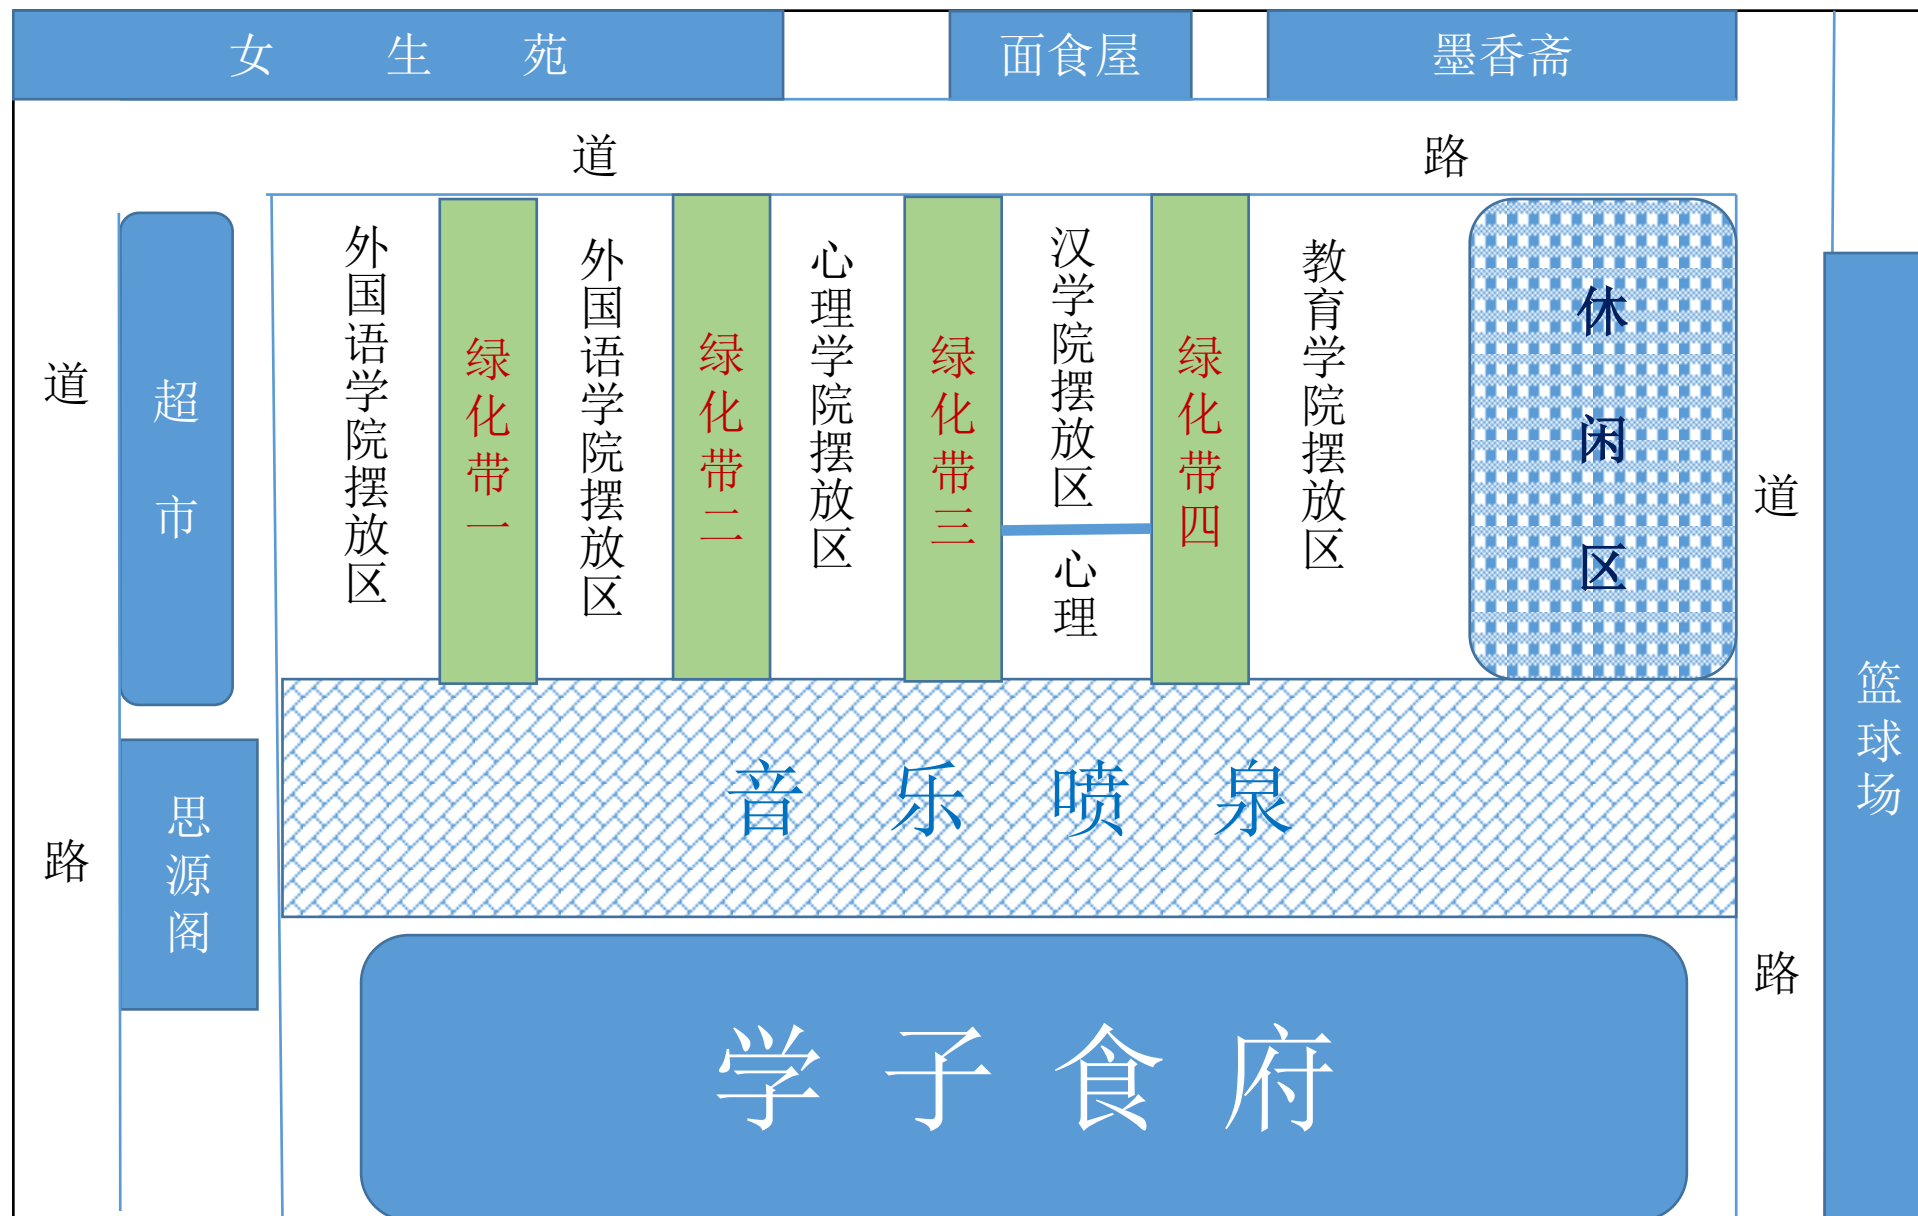 女 生 苑
面食屋
墨香斋
道
路
道
路
超市
思源阁
外国语学院摆放区
绿化带一
外国语学院摆放区
绿化带二
心理学院摆放区
绿化带三
汉学院摆放区
心理
绿化带四
教育学院摆放区
休闲区
道
路
篮球场
音 乐 喷 泉
学 子 食 府